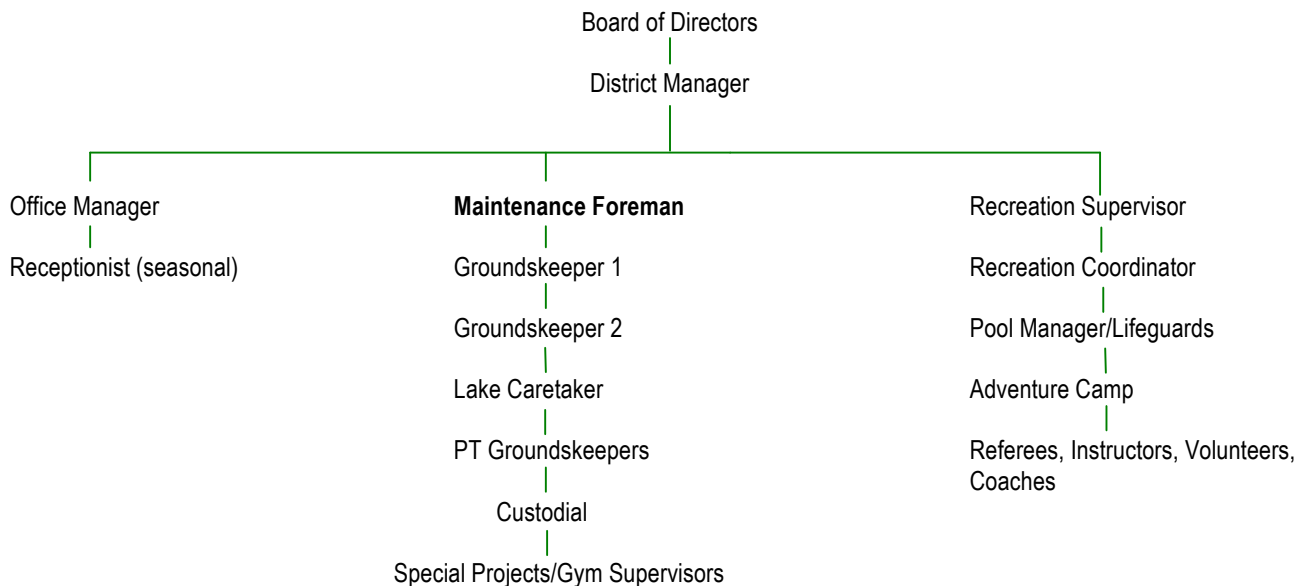 Board of Directors
District Manager
Office Manager
Maintenance Foreman
Recreation Supervisor
Receptionist (seasonal)
Groundskeeper 1
Recreation Coordinator
Groundskeeper 2
Pool Manager/Lifeguards
Lake Caretaker
Adventure Camp
PT Groundskeepers
Referees, Instructors, Volunteers,
Coaches
Custodial
Special Projects/Gym Supervisors